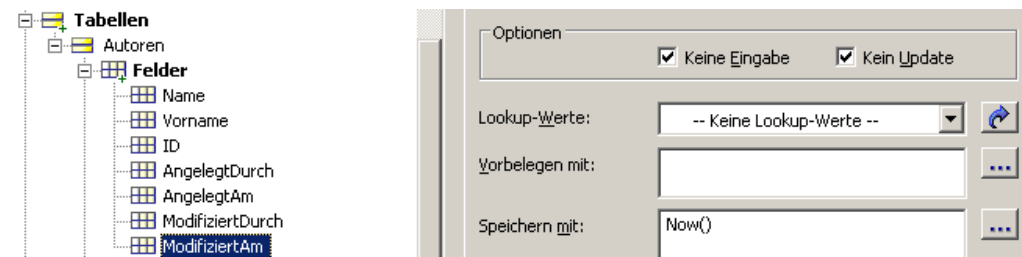 Tabellen
Autoren
Felder
Name
Vorname
ID
AngelegtDurch
AngelegtAm
ModifiziertDurch
ModifiziertAm
Optionen
Keine Eingabe
Kein Update
Lookup-Werte:
-- Keine Lookup-Werte --
Vorbelegen mit:
...
Speichern mit:
Now()
...